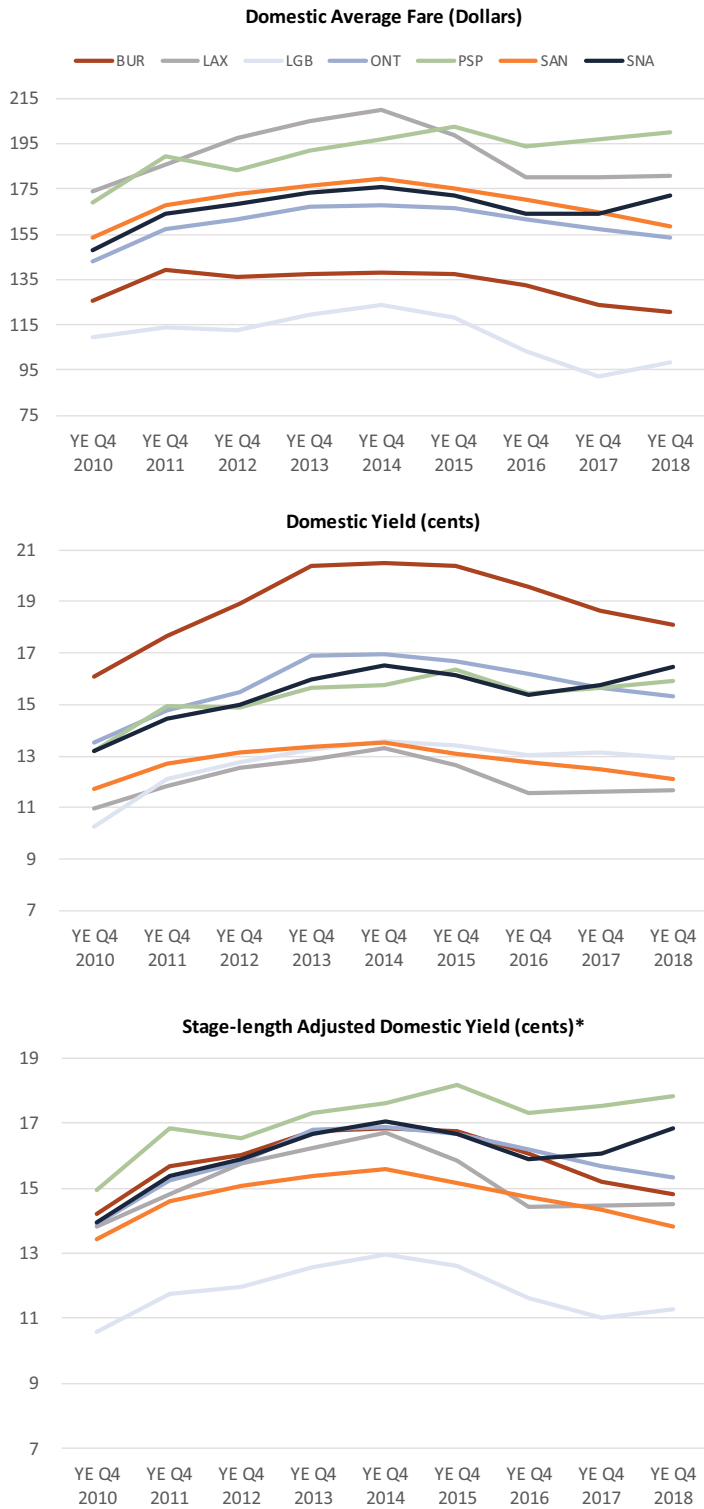 Domestic Average Fare (Dollars)
BUR LAX LGB ONT PSP SAN SNA
215
195
175
155
135
115
95
75
YE Q4 YE Q4 YE Q4 YE Q4 YE Q4 YE Q4 YE Q4 YE Q4 YE Q4
2010 2011 2012 2013 2014 2015 2016 2017 2018
Domestic Yield (cents)
21
19
17
15
13
11
9
7
YE Q4 YE Q4 YE Q4 YE Q4 YE Q4 YE Q4 YE Q4 YE Q4 YE Q4
2010 2011 2012 2013 2014 2015 2016 2017 2018
Stage-length Adjusted Domestic Yield (cents)*
19
17
15
13
11
9
7
YE Q4 YE Q4 YE Q4 YE Q4 YE Q4 YE Q4 YE Q4 YE Q4 YE Q4
2010 2011 2012 2013 2014 2015 2016 2017 2018